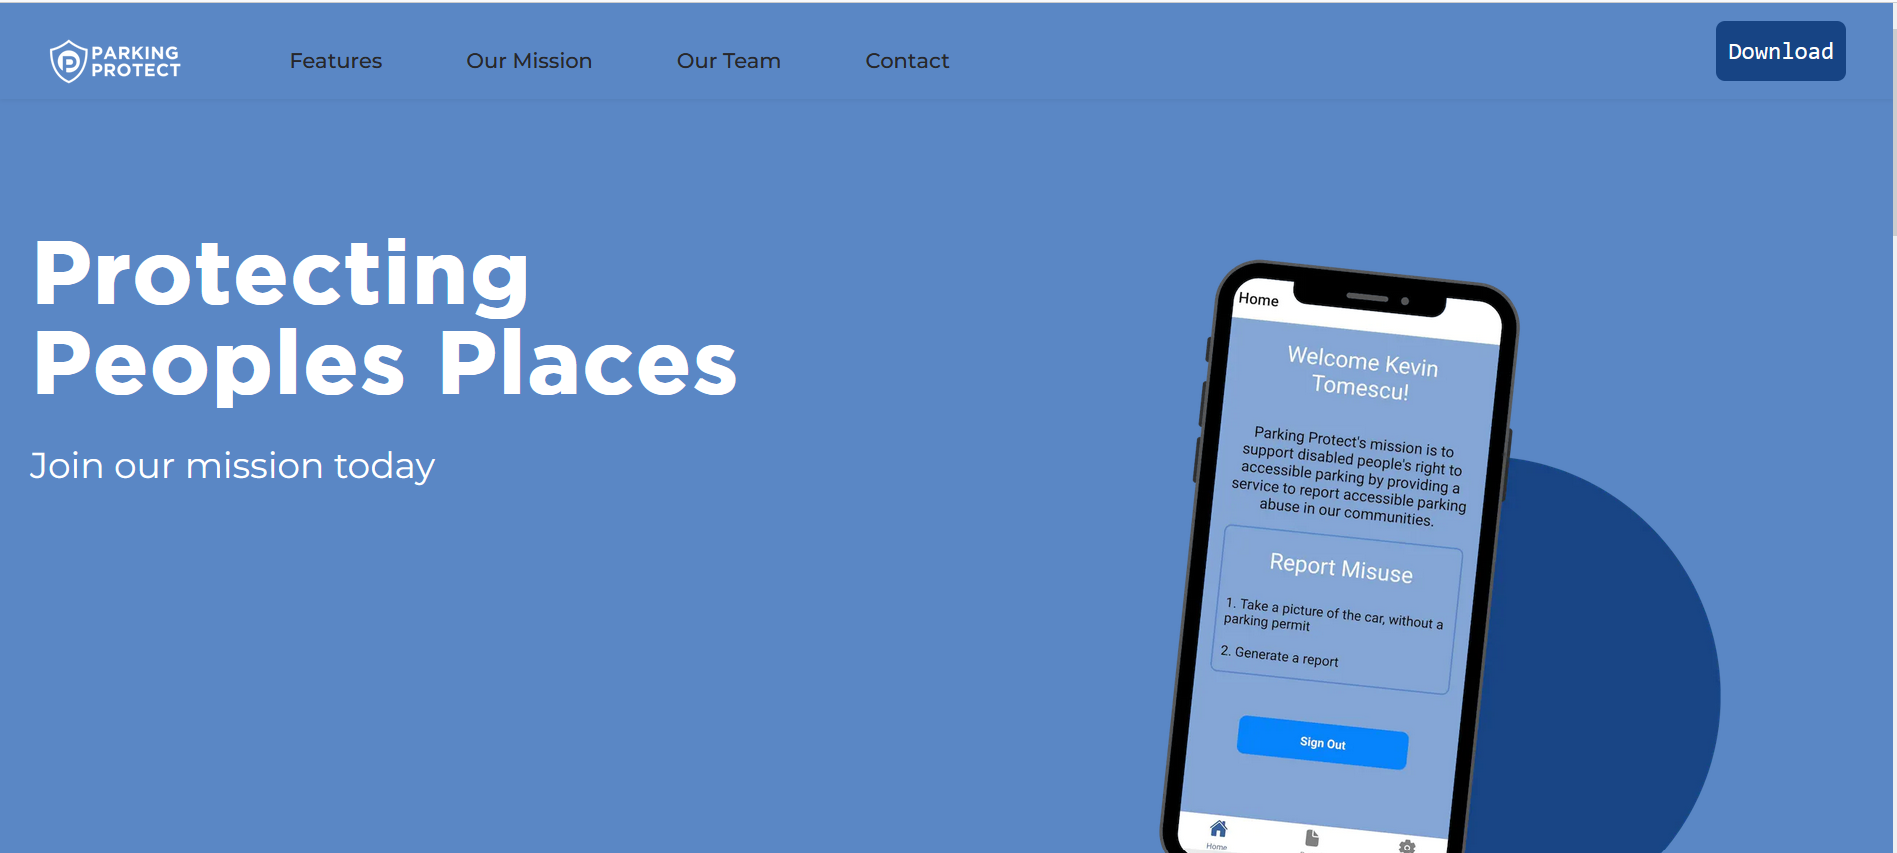 PARKING
PROTECT
Features
Our Mission
Our Team
Contact
Download
Protecting
Peoples Places
Join our mission today
Home
Welcome Kevin
Tomescu!
Parking Protect's mission is to
support disabled people's right to
accessible parking by providing a
service to report accessible parking
abuse in our communities.
Report Misuse
1. Take a picture of the car, without a
parking permit
2. Generate a report
Sign Out
Home